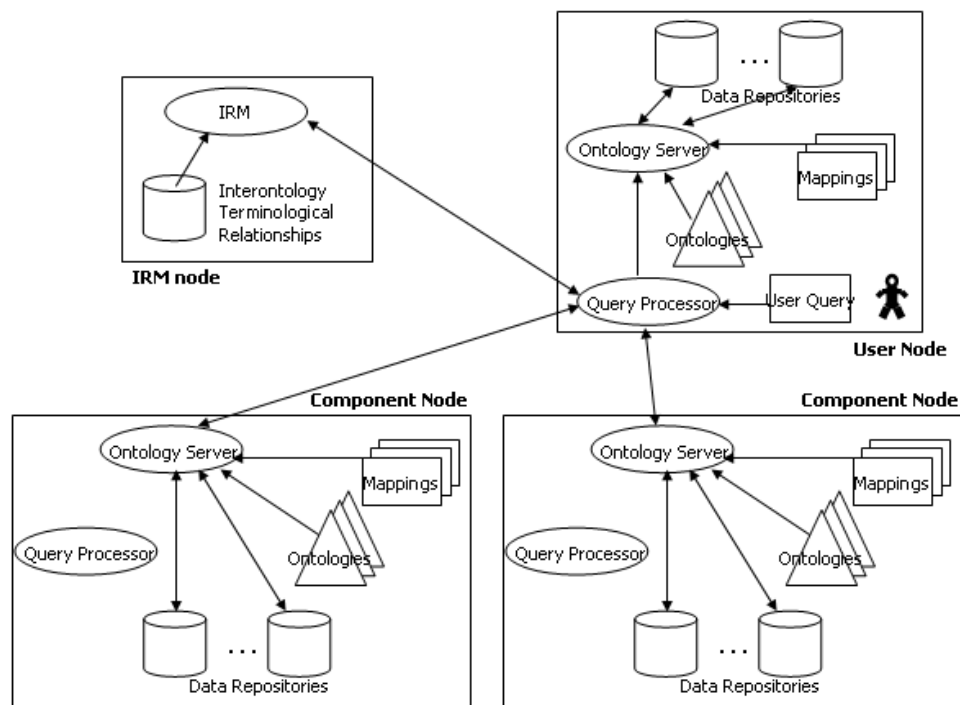 ...
Data Repositories
IRM
Ontology Server
Mappings
Interontology
Terminological
Relationships
Ontologies
IRM node
Query Processor
User Query
User Node
Component Node
Ontology Server
Mappings
Query Processor
Ontologies
...
Data Repositories
Component Node
Ontology Server
Mappings
Query Processor
Ontologies
...
Data Repositories